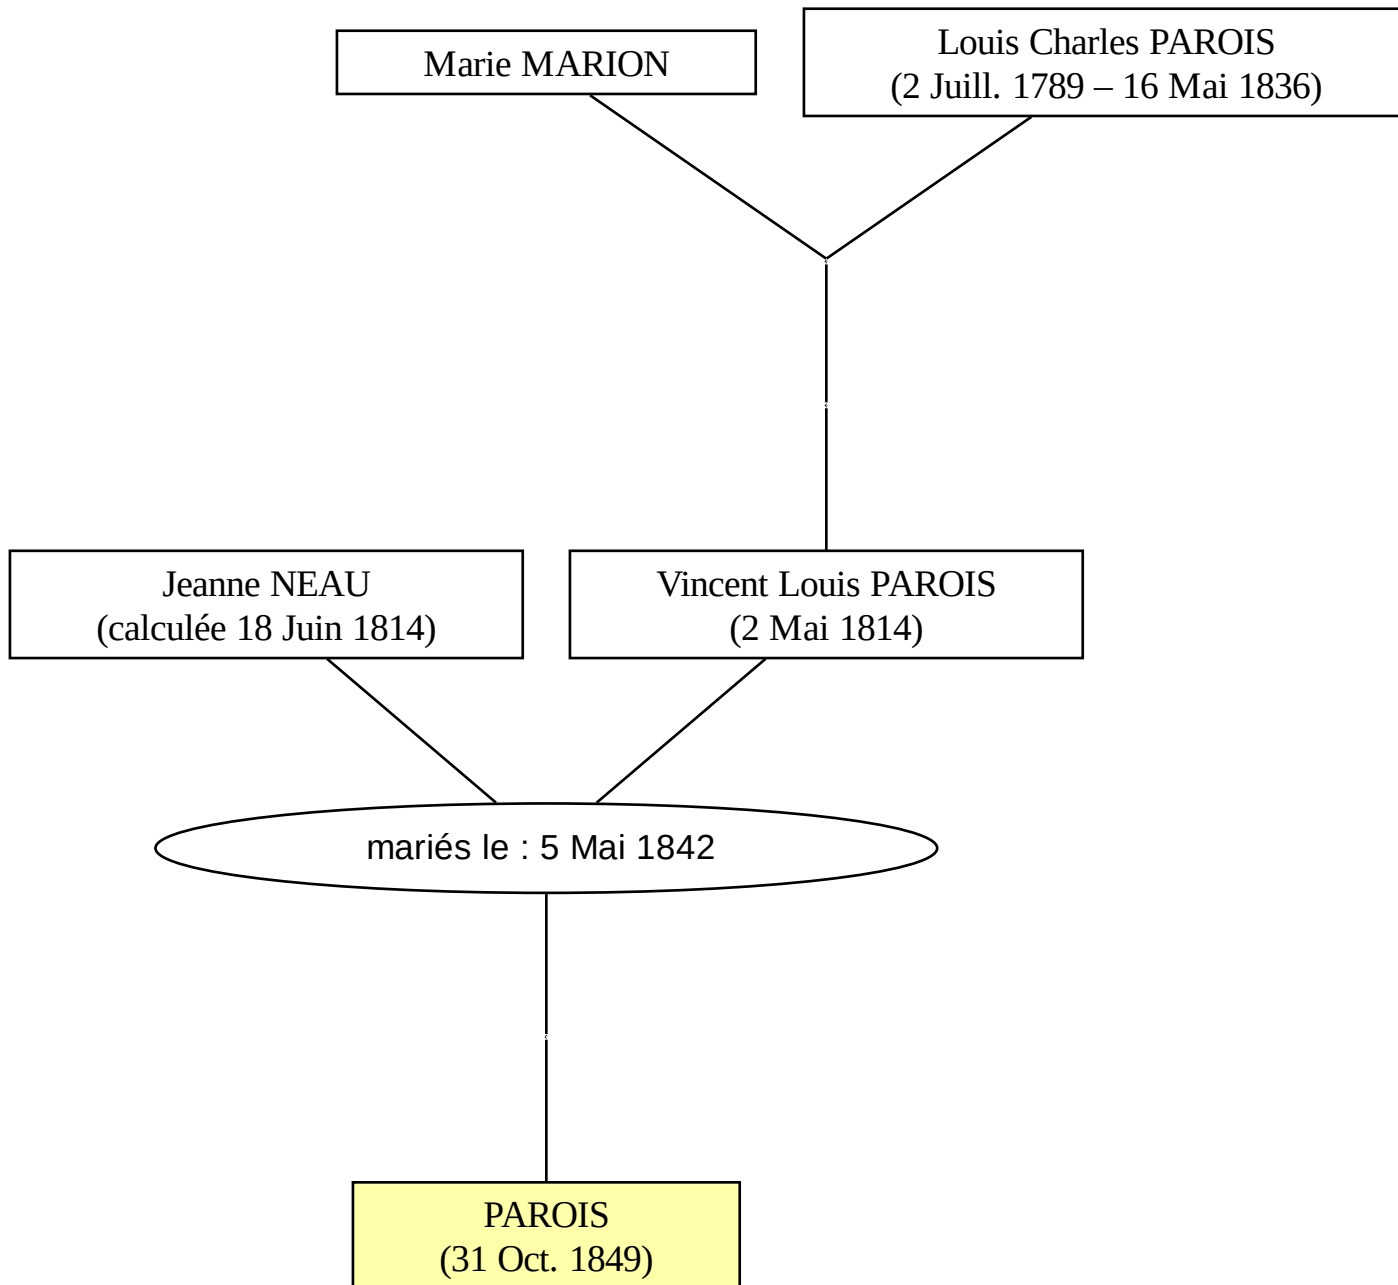 Marie MARION
Louis Charles PAROIS
(2 Juill. 1789 – 16 Mai 1836)
Jeanne NEAU
(calculée 18 Juin 1814)
Vincent Louis PAROIS
(2 Mai 1814)
mariés le : 5 Mai 1842
PAROIS
(31 Oct. 1849)